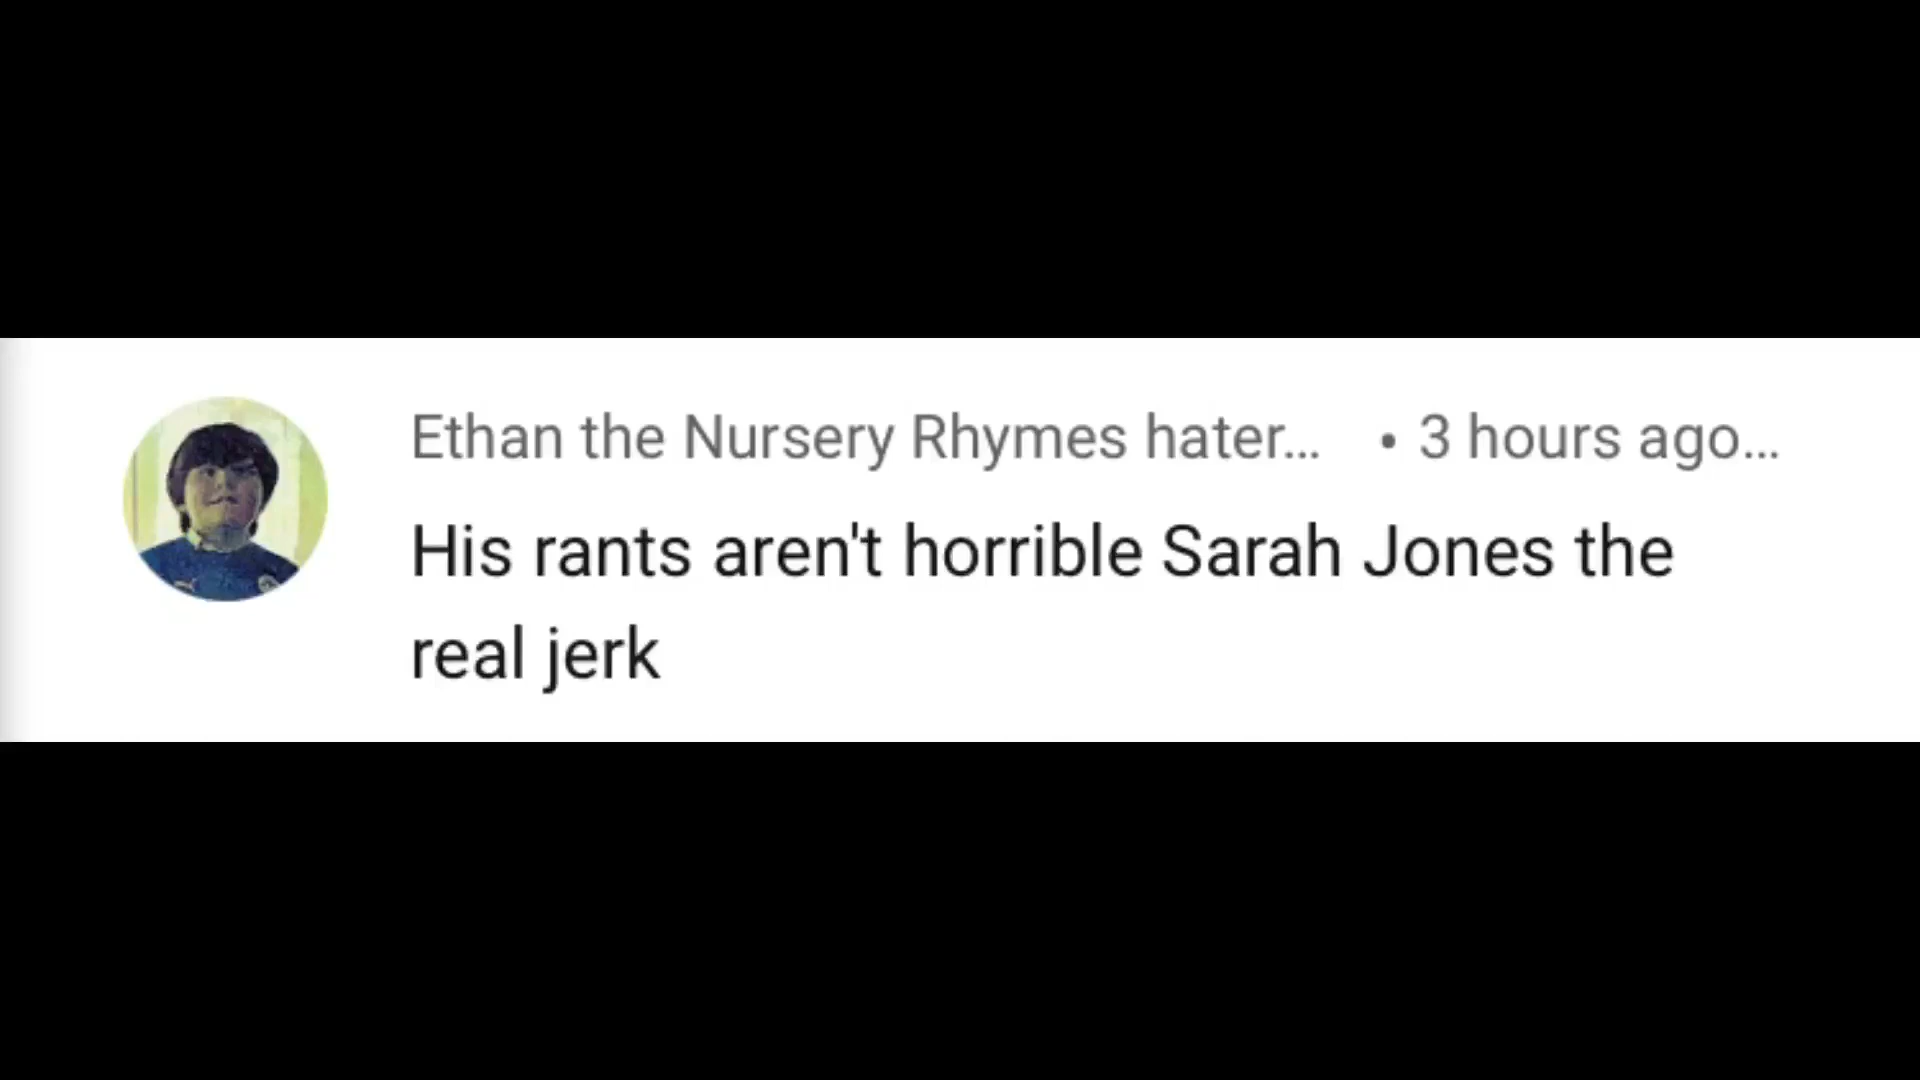 Ethan the Nursery Rhymes hater... • 3 hours ago...
His rants aren't horrible Sarah Jones the
real jerk